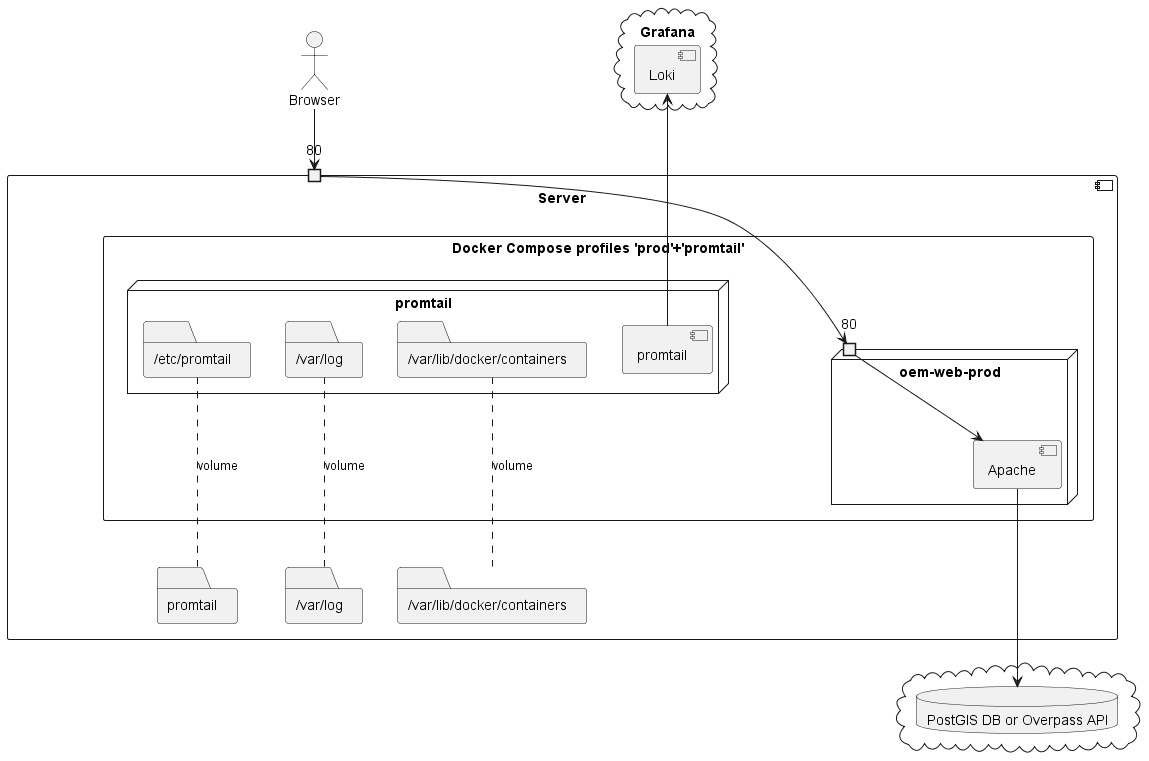 Grafana
Loki
Browser
80
Server
Docker Compose profiles 'prod'+'promtail'
promtail
/etc/promtail
/var/log
/var/lib/docker/containers
promtail
80
oem-web-prod
Apache
volume
volume
volume
promtail
/var/log
/var/lib/docker/containers
PostGIS DB or Overpass API